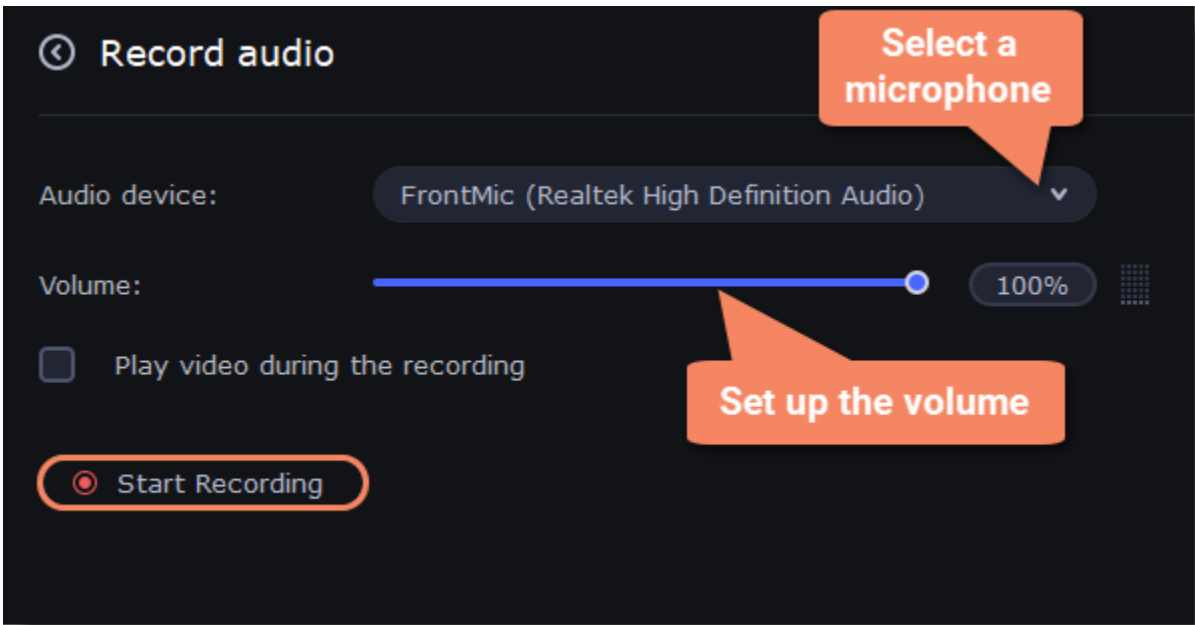 Record audio
Select a
microphone
Audio device:
FrontMic (Realtek High Definition Audio)
Volume:
100%
Play video during the recording
Set up the volume
Start Recording